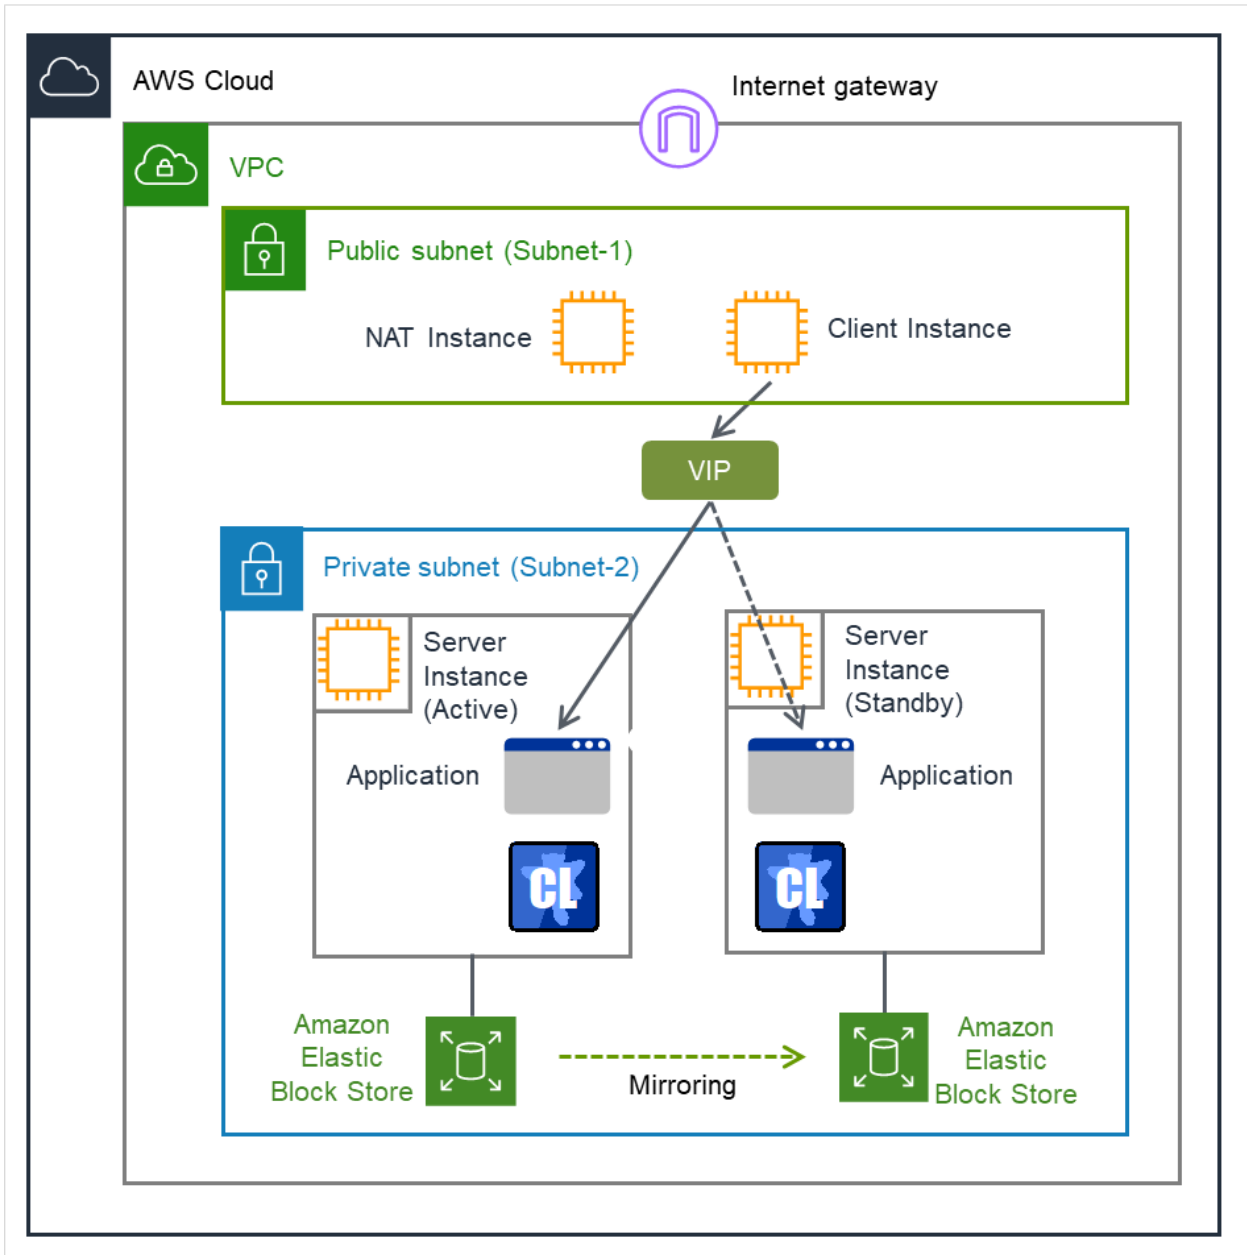 AWS Cloud
Internet gateway
VPC
Public subnet (Subnet-1)
NAT Instance
Client Instance
VIP
Private subnet (Subnet-2)
Server
Instance
(Active)
Server
Instance
(Standby)
Application
Application
CL
CL
Amazon
Elastic
Block Store
Mirroring
Amazon
Elastic
Block Store